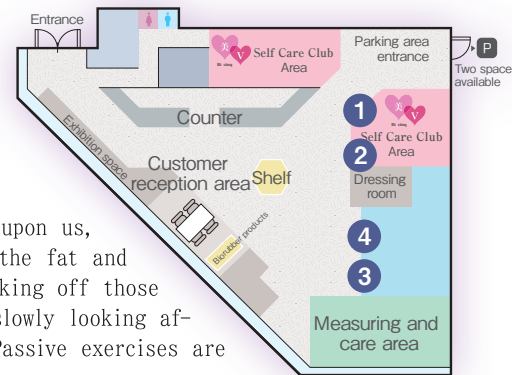 Entrance
Self Care Club
Area
Parking area
entrance
P
Two space
available
1
Self Care Club
Area
2
Counter
Exhibition space
Customer
reception area
Shelf
Dressing
room
Biorubber products
4
3
Measuring and
care area
upon us,
the fat and
king off those
slowly looking af-
Passive exercises are